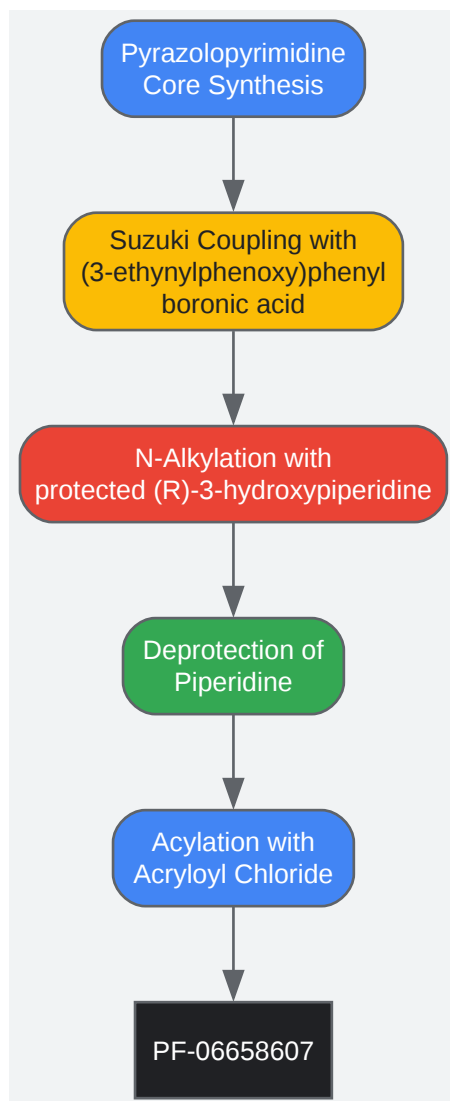 Pyrazolopyrimidine
Core Synthesis
Suzuki Coupling with
(3-ethynylphenoxy)phenyl
boronic acid
N-Alkylation with
protected (R)-3-hydroxypiperidine
Deprotection of
Piperidine
Acylation with
Acryloyl Chloride
PF-06658607